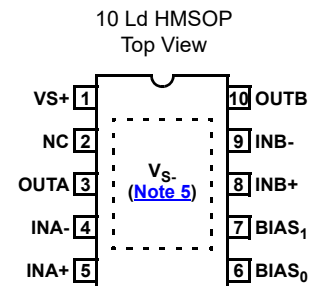 10 Ld HMSOP
Top View
VS+ 1
10 OUTB
NC 2
9 INB-
OUTA 3
VS-
(Note 5)
8 INB+
INA- 4
7 BIAS1
INA+ 5
6 BIAS0